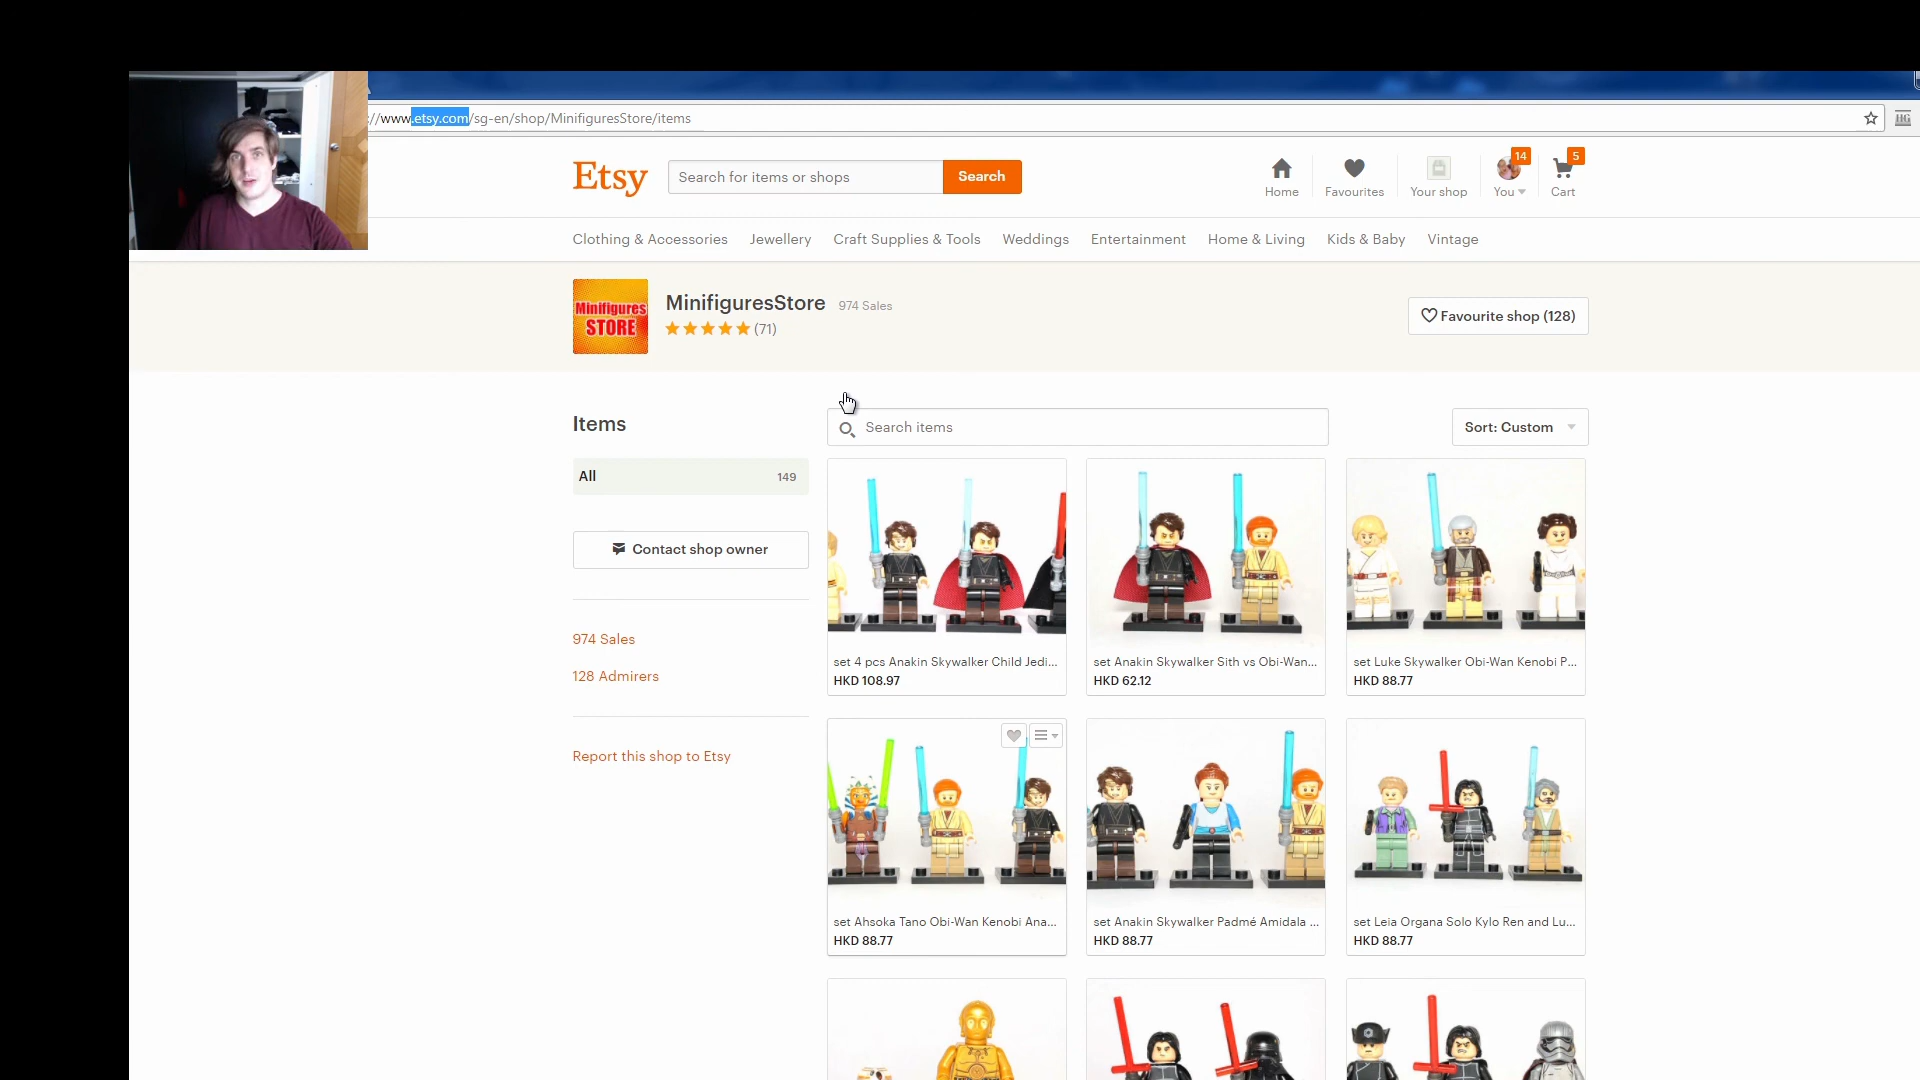 ://www.etsy.com/sg-en/shop/MinifiguresStore/items
Etsy
Search for items or shops
Search
Home
Favourites
Your shop
14
You
5
Cart
Clothing & Accessories
Jewellery
Craft Supplies & Tools
Weddings
Entertainment
Home & Living
Kids & Baby
Vintage
Minifigures
STORE
MinifiguresStore
974 Sales
(71)
Favourite shop (128)
Items
Search items
Sort: Custom
All
149
Contact shop owner
974 Sales
128 Admirers
Report this shop to Etsy
set 4 pcs Anakin Skywalker Child Jedi...
HKD 108.97
set Anakin Skywalker Sith vs Obi-Wan...
HKD 62.12
set Luke Skywalker Obi-Wan Kenobi P...
HKD 88.77
set Ahsoka Tano Obi-Wan Kenobi Ana...
HKD 88.77
set Anakin Skywalker Padmé Amidala ...
HKD 88.77
set Leia Organa Solo Kylo Ren and Lu...
HKD 88.77